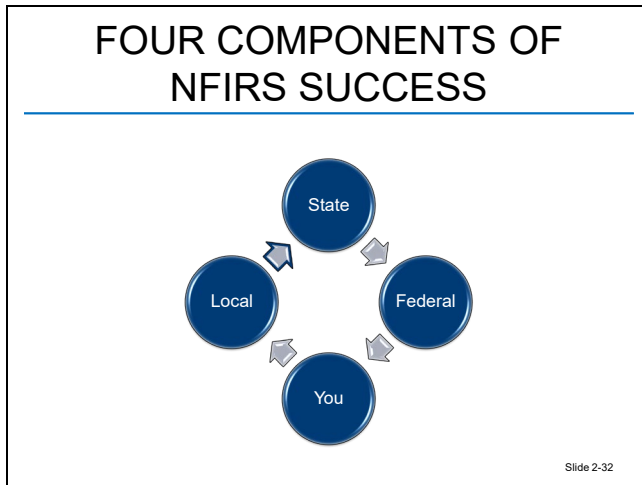 FOUR COMPONENTS OF
NFIRS SUCCESS
State
Local
Federal
You
Slide 2-32